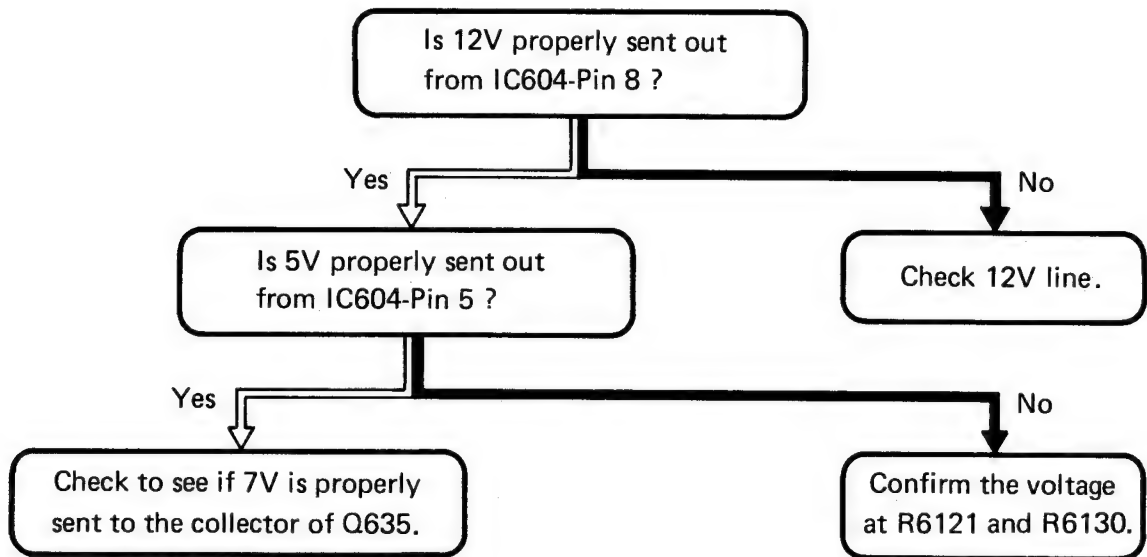 Is 12V properly sent out
from IC604-Pin 8 ?
Yes
No
Is 5V properly sent out
from IC604-Pin 5 ?
Check 12V line.
Yes
No
Check to see if 7V is properly
sent to the collector of Q635.
Confirm the voltage
at R6121 and R6130.